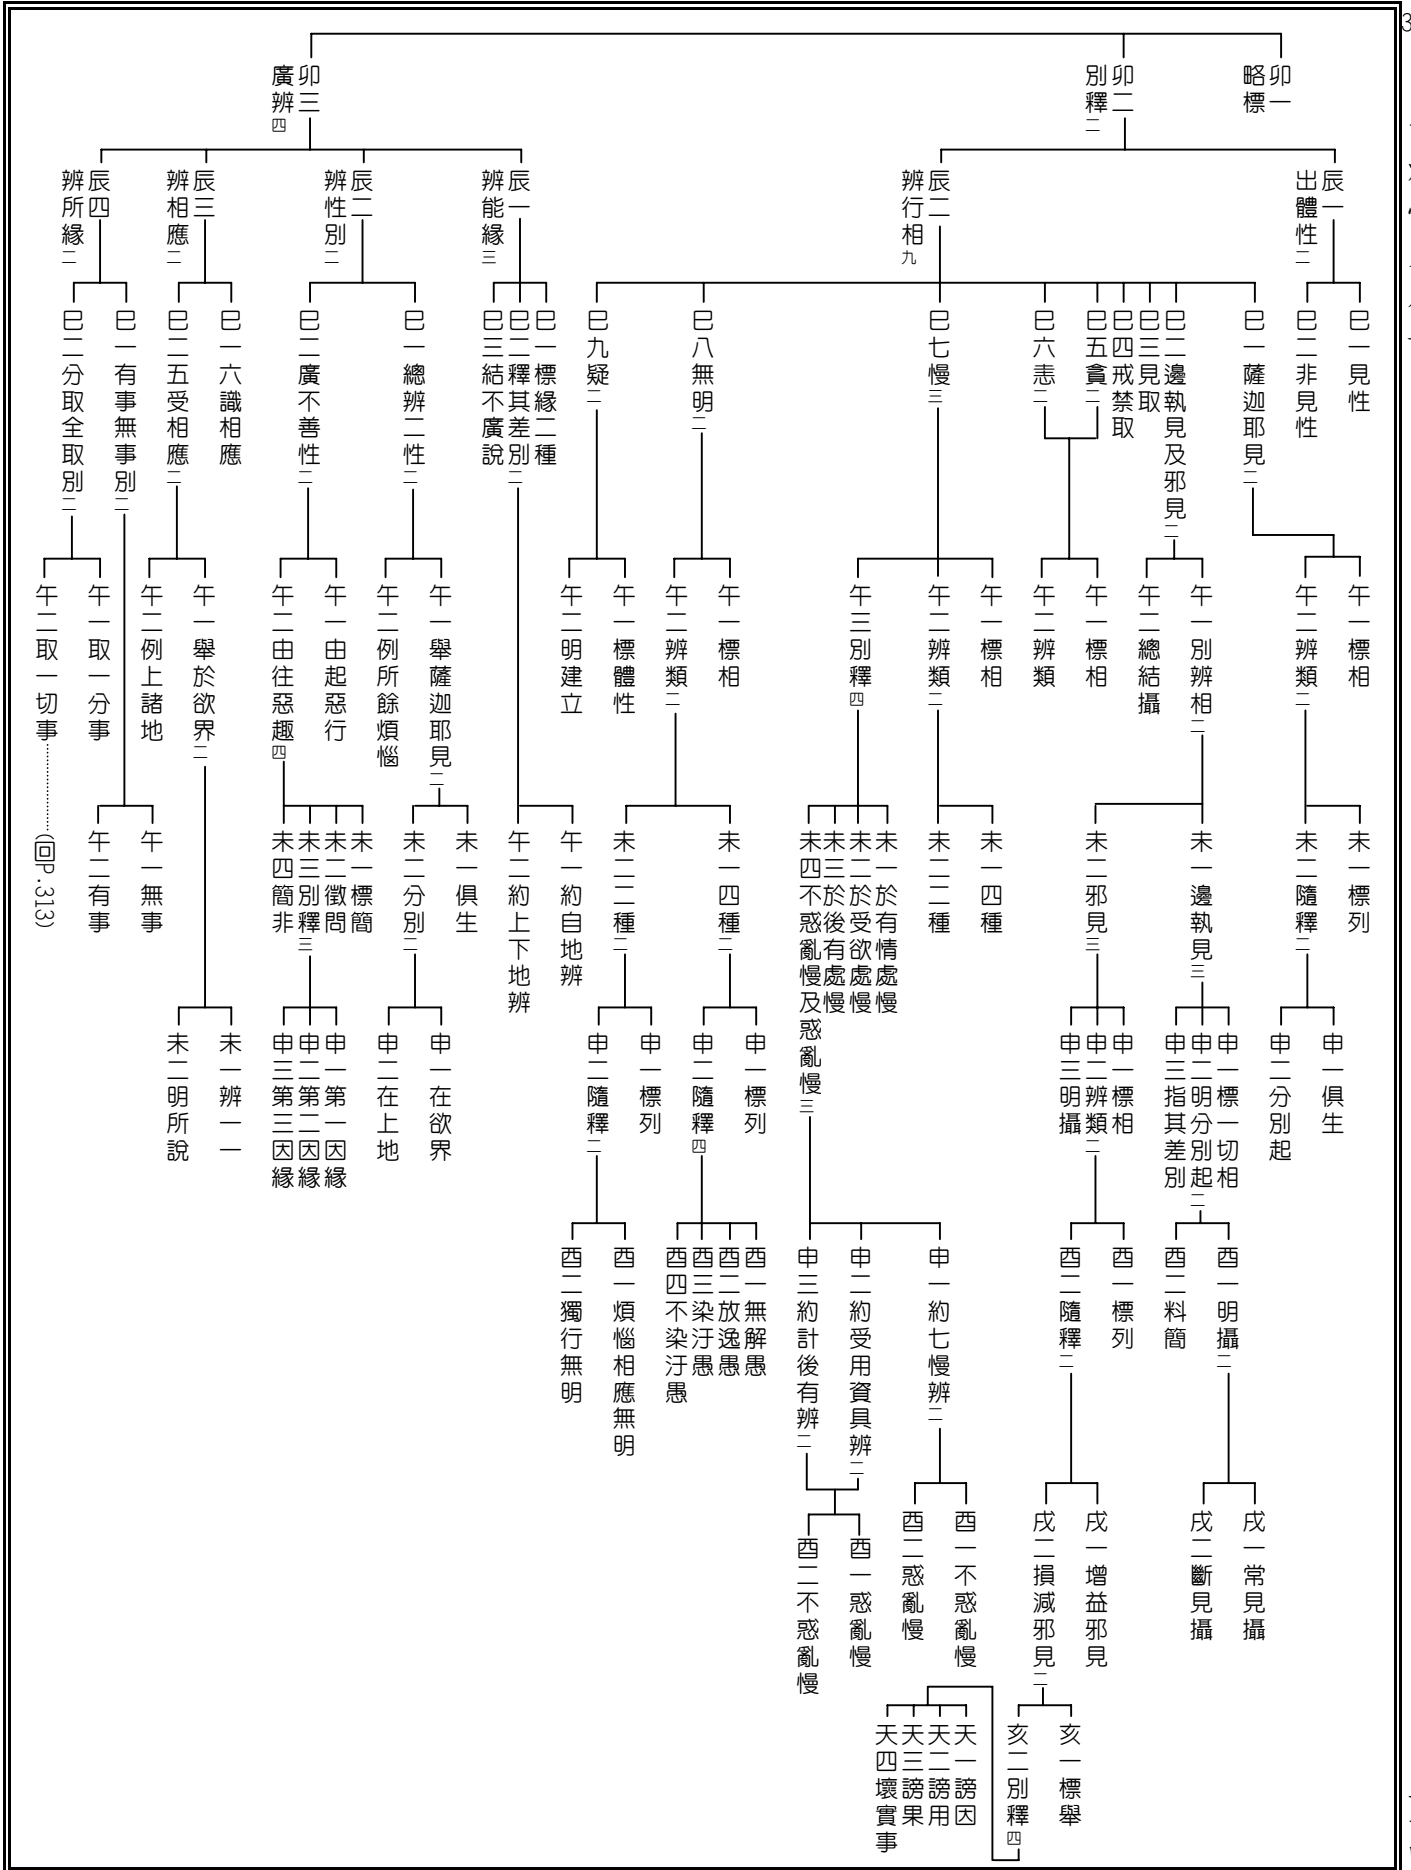 卯一
略標
卯二
別釋二
卯三
廣辨四
辰一
出體性二
辰二
辨行相九
辰一
辨能緣三
辰二
辨性別二
辰三
辨相應二
辰四
辨所緣二
巳一見性
巳二非見性
巳一薩迦耶見二
巳二邊執見及邪見二
巳三見取
巳四戒禁取
巳五貪二
巳六恚二
巳七慢三
巳八無明二
巳九疑二
巳一標緣二種
巳二釋其差別二
巳三結不廣說
巳一總辨二性二
巳二廣不善性二
巳一六識相應
巳二五受相應二
巳一有事無事別二
巳二分取全取別二
午一標相
午二辨類二
午一別辨相二
午二總結攝
午一標相
午二辨類
午一標相
午二辨類二
午三別釋四
午一標相
午二辨類二
午一標體性
午二明建立
午一舉薩迦耶見二
午二例所餘煩惱
午一由起惡行
午二由往惡趣四
午一舉於欲界二
午二例上諸地
午一取一分事
午二取一切事…………(回P.313)
未一標列
未二隨釋二
未一邊執見三
未二邪見三
未一四種
未二二種
未一於有情處慢
未二於受欲處慢
未三於後有處慢
未四不惑亂慢及惑亂慢三
未一四種二
未二二種二
午一約自地辨
午二約上下地辨
未一俱生
未二分別二
未一標簡
未二徵問
未三別釋三
未四簡非
午一無事
午二有事
申一俱生
申二分別起
申一標一切相
申二明分別起二
申三指其差別
申一標相
申二辨類二
申三明攝
申一標列
申二隨釋四
申一標列
申二隨釋二
申一在欲界
申二在上地
申一第一因緣
申二第二因緣
申三第三因緣
未一辨一一
未二明所說
酉一明攝二
酉二料簡
酉一標列
酉二隨釋二
申一約七慢辨二
申二約受用資具辨二
申三約計後有辨二
酉一無解愚
酉二放逸愚
酉三染汙愚
酉四不染汙愚
酉一煩惱相應無明
酉二獨行無明
戌一常見攝
戌二斷見攝
戌一增益邪見
戌二損減邪見二
酉一不惑亂慢
酉二惑亂慢
酉一惑亂慢
酉二不惑亂慢
亥一標舉
亥二別釋四
天一謗因
天二謗用
天三謗果
天四壞實事